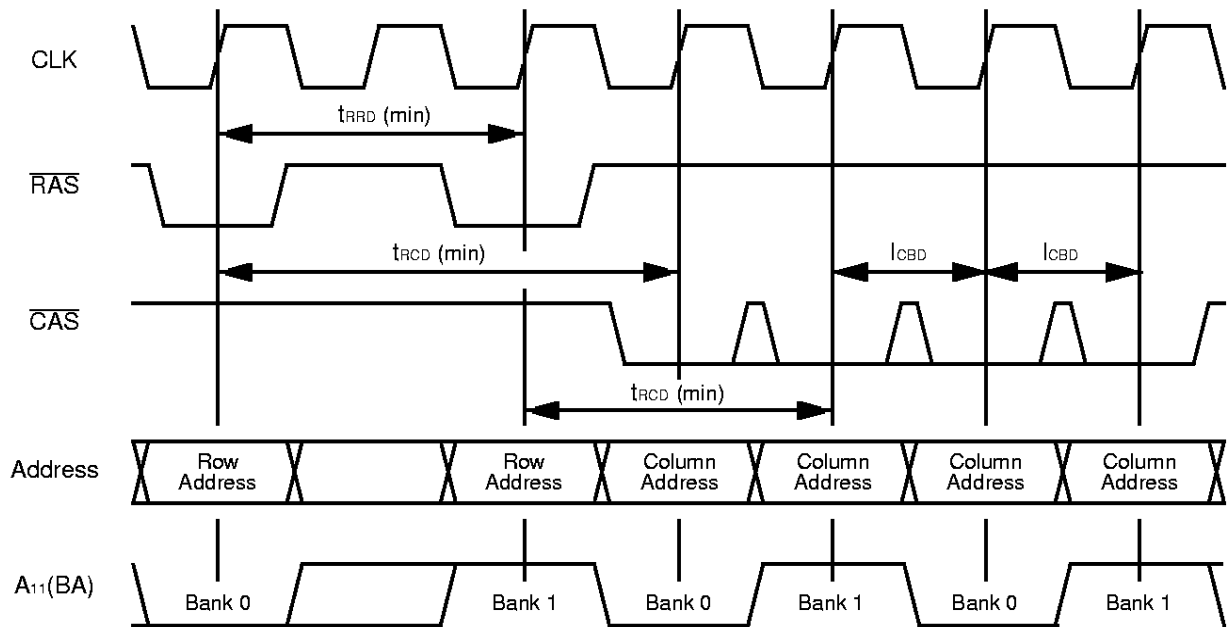 CLK
tRRD (min)
RAS
tRCD (min)
ICBD
ICBD
CAS
tRCD (min)
Address
Row
Address
Row
Address
Column
Address
Column
Address
Column
Address
Column
Address
A11(BA)
Bank 0
Bank 1
Bank 0
Bank 1
Bank 0
Bank 1